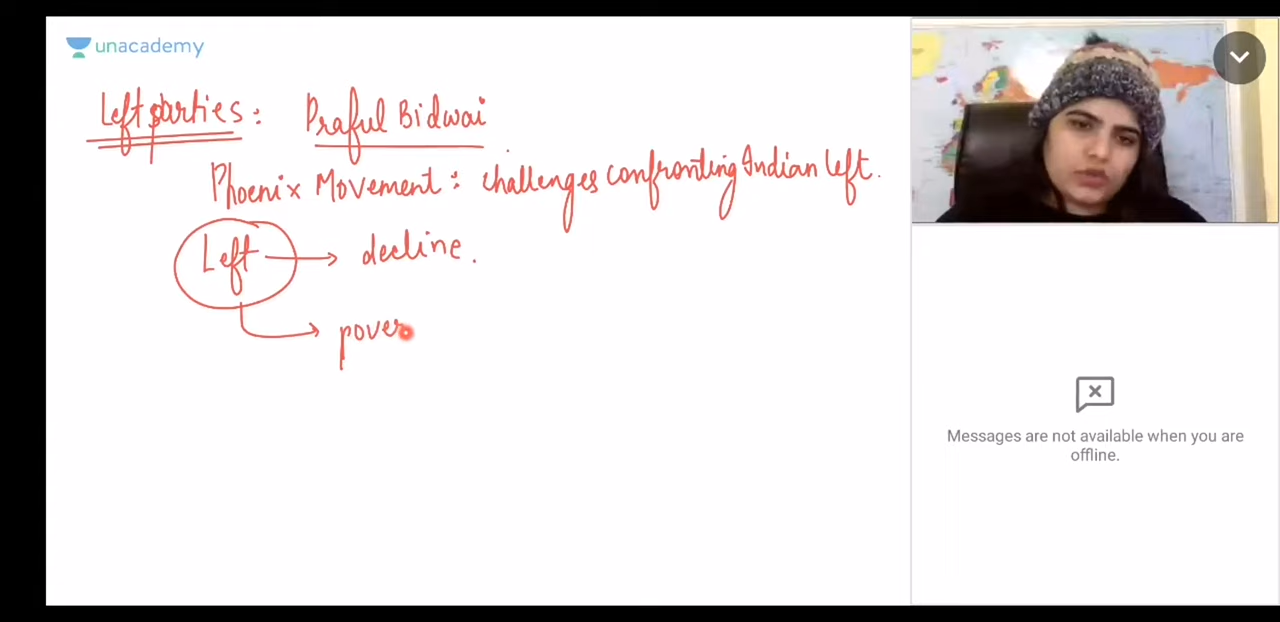 unacademy
Left parties : Praful Bidwai
Phoenix Movement : challenges confronting Indian left.
Left → decline.
pover
Messages are not available when you are
offline.